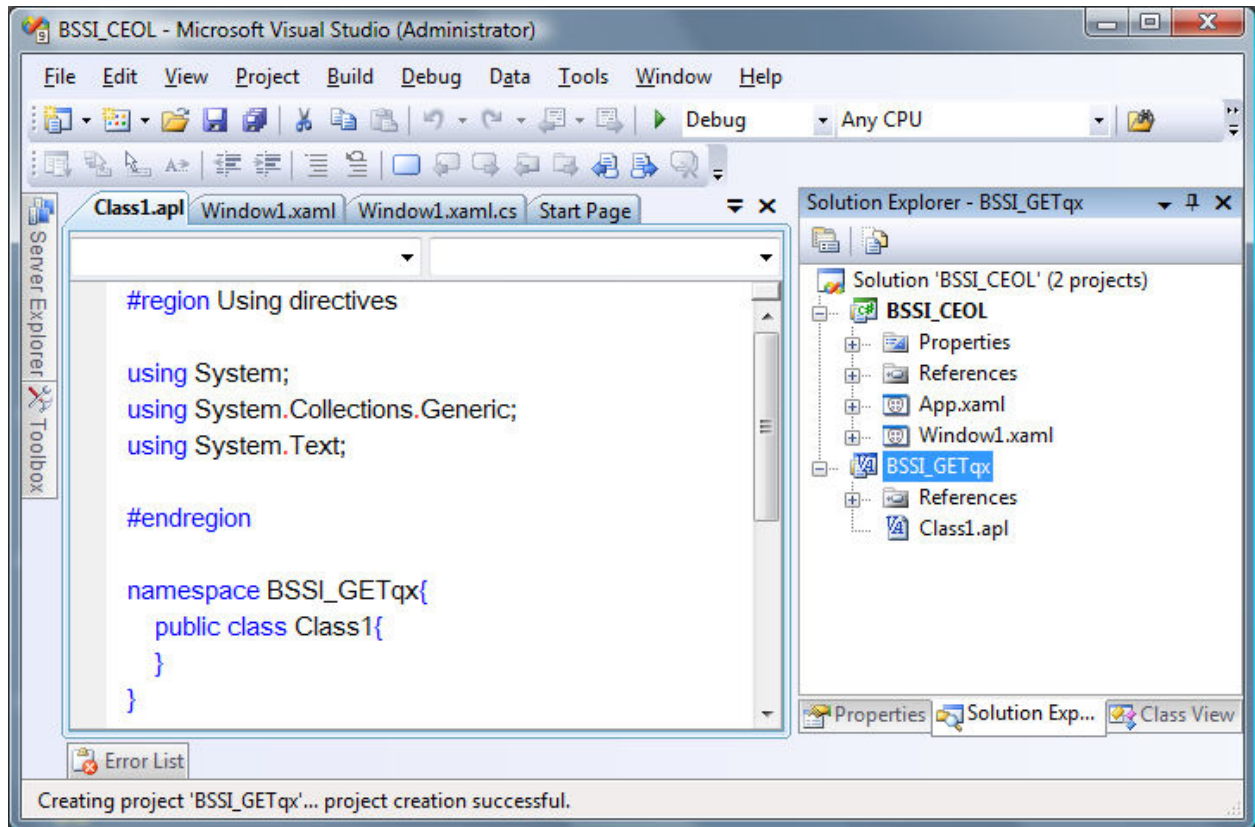 BSSI_CEOL - Microsoft Visual Studio (Administrator)
File Edit View Project Build Debug Data Tools Window Help
Debug Any CPU
Server Explorer
Toolbox
Class1.apl Window1.xaml Window1.xaml.cs Start Page
#region Using directives
using System;
using System.Collections.Generic;
using System.Text;
#endregion
namespace BSSI_GETqx{
public class Class1{
}
}
Solution Explorer - BSSI_GETqx
Solution 'BSSI_CEOL' (2 projects)
BSSI_CEOL
Properties
References
App.xaml
Window1.xaml
BSSI_GETqx
References
Class1.apl
Properties Solution Exp... Class View
Error List
Creating project 'BSSI_GETqx'... project creation successful.